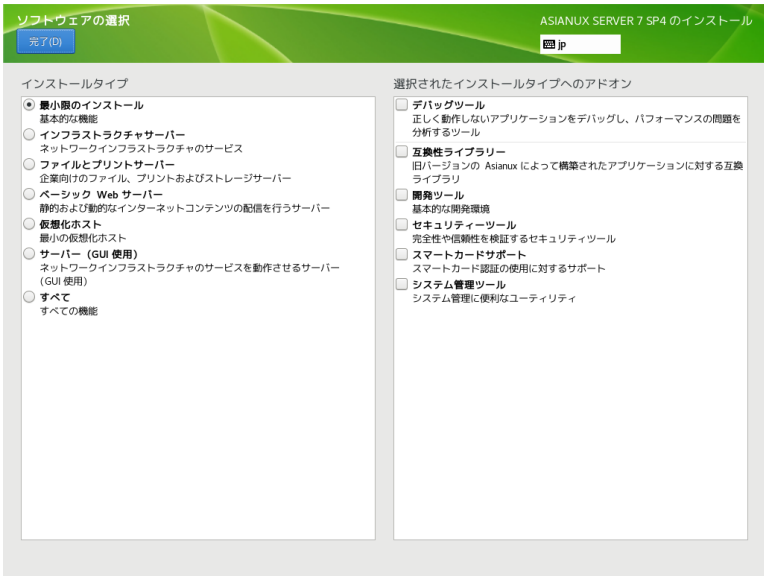 ソフトウェアの選択
完了(D)
ASIANUX SERVER 7 SP4 のインストール
jp
インストールタイプ
最小限のインストール
基本的な機能
インフラストラクチャサーバー
ネットワークインフラストラクチャのサービス
ファイルとプリントサーバー
企業向けのファイル、プリントおよびストレージサーバー
ベーシック Web サーバー
静的および動的なインターネットコンテンツの配信を行うサーバー
仮想化ホスト
最小の仮想化ホスト
サーバー（GUI 使用）
ネットワークインフラストラクチャのサービスを動作させるサーバー
(GUI 使用)
すべて
すべての機能
選択されたインストールタイプへのアドオン
デバッグツール
正しく動作しないアプリケーションをデバッグし、パフォーマンスの問題を
分析するツール
互換性ライブラリー
旧バージョンの Asianux によって構築されたアプリケーションに対する互換
ライブラリ
開発ツール
基本的な開発環境
セキュリティーツール
完全性や信頼性を検証するセキュリティツール
スマートカードサポート
スマートカード認証の使用に対するサポート
システム管理ツール
システム管理に便利なユーティリティ